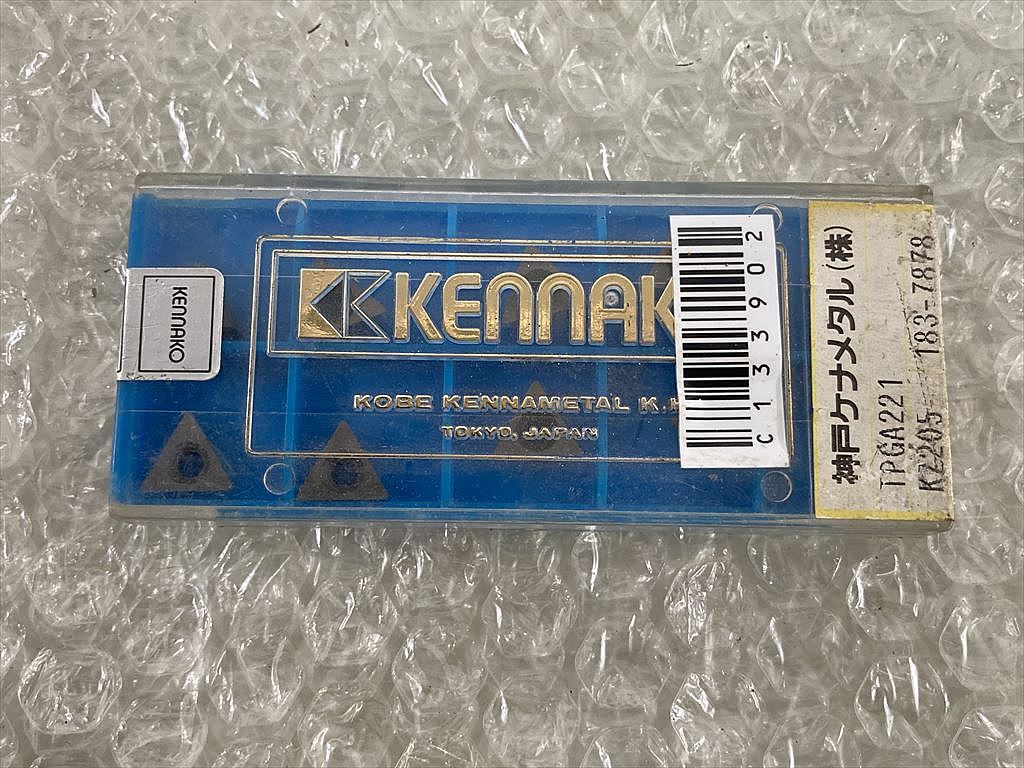 KENNAKO
KENNAK
KOBE KENNAMETAL K.
TOKYO, JAPAN
C133902
神戸ケナメタル(株)
TPGA221
KZ205 183-7878